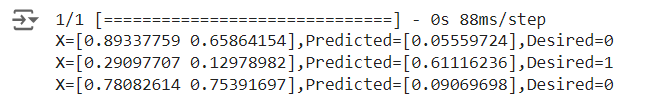 1/1 [==============================] - 0s 88ms/step
X=[0.89337759 0.65864154],Predicted=[0.05559724],Desired=0
X=[0.29097707 0.12978982],Predicted=[0.61116236],Desired=1
X=[0.78082614 0.75391697],Predicted=[0.09069698],Desired=0